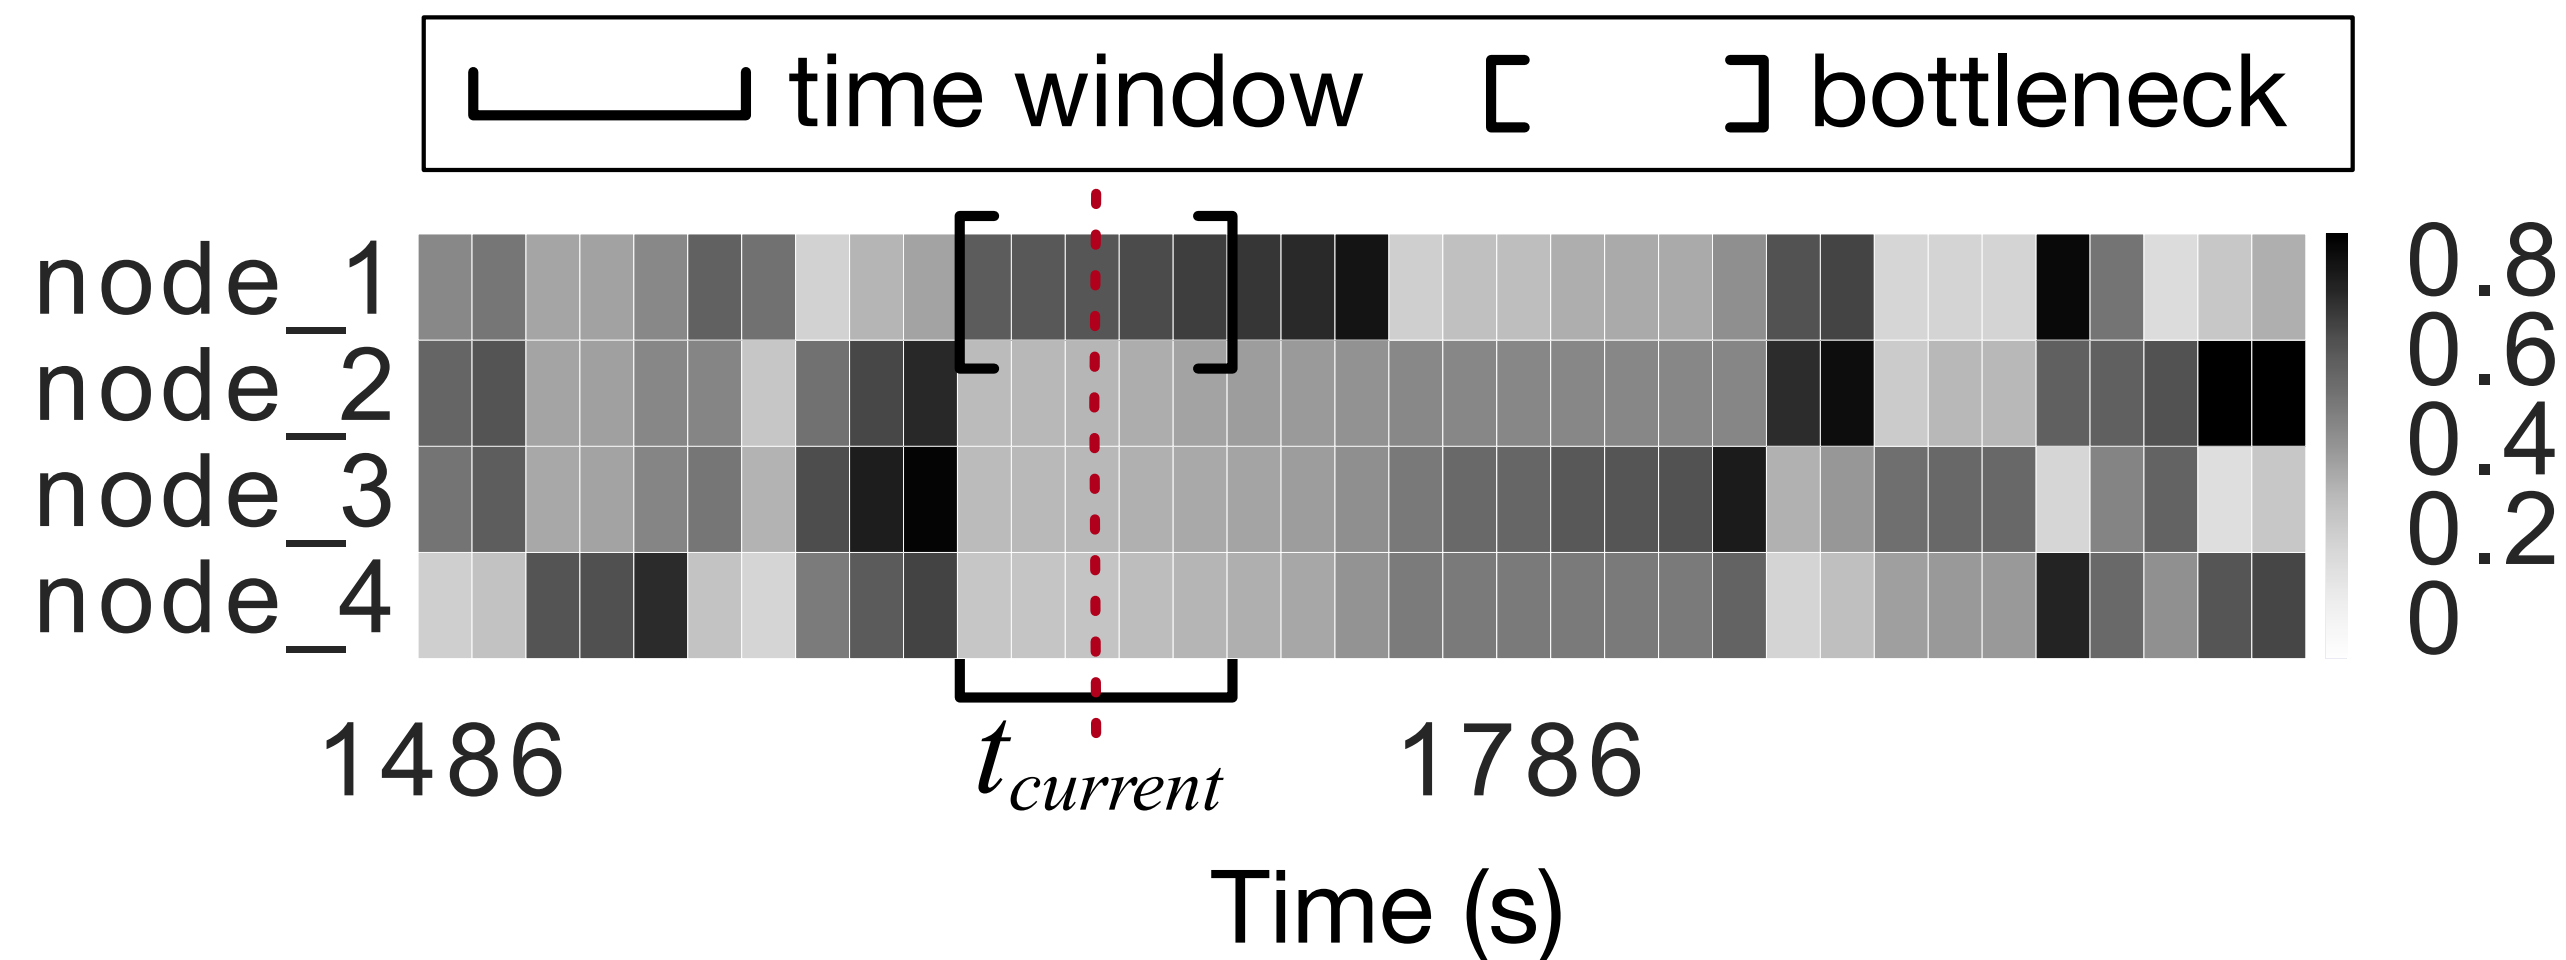 time window bottleneck
node_1
node_2
node_3
node_4
0.8
0.6
0.4
0.2
0
1486 t_current 1786
Time (s)